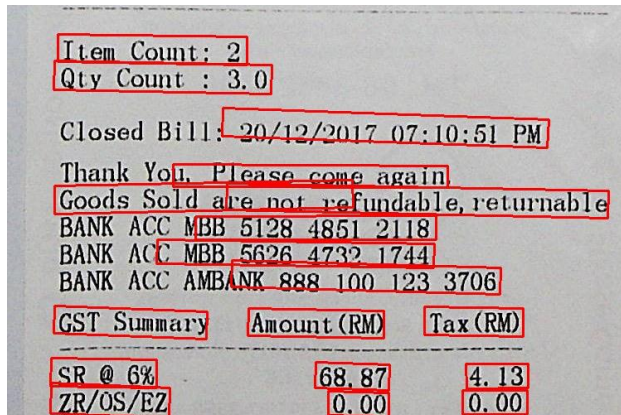 Item Count: 2
Qty Count : 3.0
Closed Bill: 20/12/2017 07:10:51 PM
Thank You, Please come again.
Goods Sold are not refundable, returnable
BANK ACC MBB 5128 4851 2118
BANK ACC MBB 5626 4732 1744
BANK ACC AMBANK 888 100 123 3706
GST Summary Amount(RM) Tax(RM)
SR @ 6% 68.87 4.13
ZR/OS/EZ 0.00 0.00